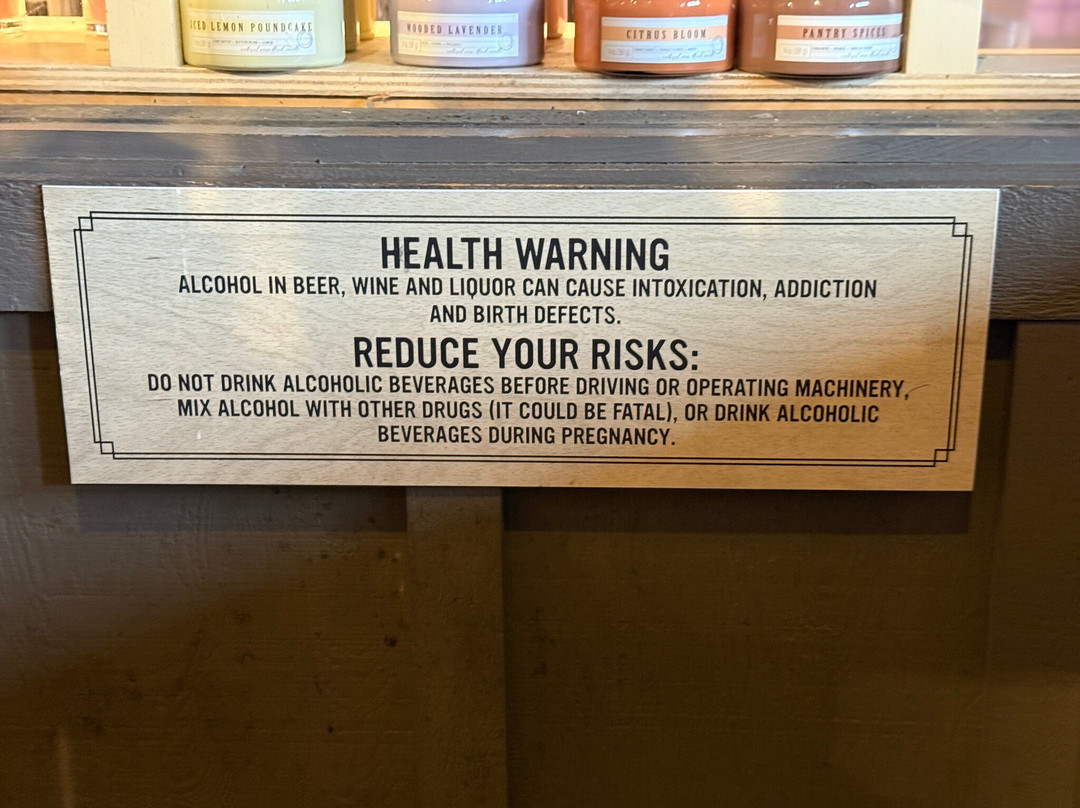 ICED LEMON POUNDCAKE
WOODED LAVENDER
CITRUS BLOOM
PANTRY SPICES
HEALTH WARNING
ALCOHOL IN BEER, WINE AND LIQUOR CAN CAUSE INTOXICATION, ADDICTION
AND BIRTH DEFECTS.
REDUCE YOUR RISKS:
DO NOT DRINK ALCOHOLIC BEVERAGES BEFORE DRIVING OR OPERATING MACHINERY,
MIX ALCOHOL WITH OTHER DRUGS (IT COULD BE FATAL), OR DRINK ALCOHOLIC
BEVERAGES DURING PREGNANCY.